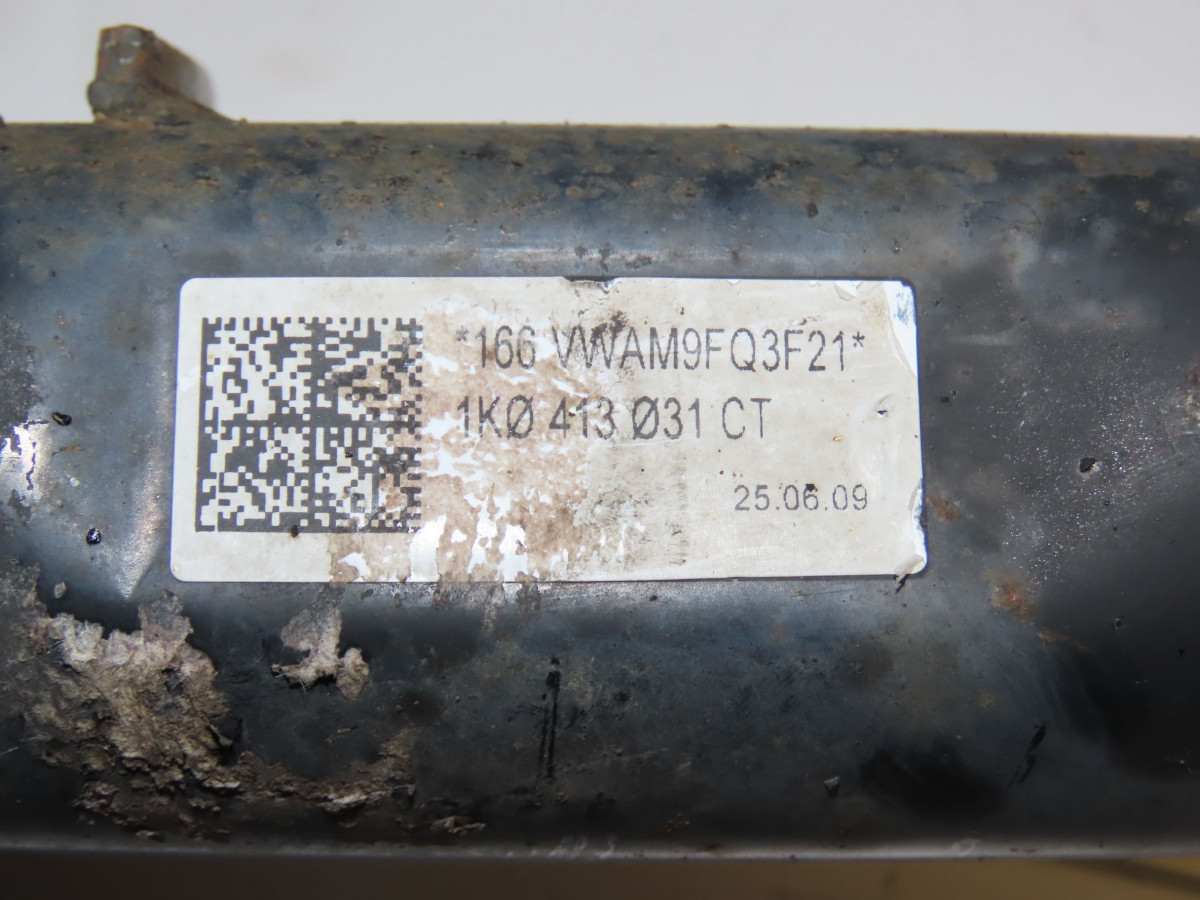 *166 VWAM9FQ3F21*
1KØ 413 Ø31 CT
25.06.09